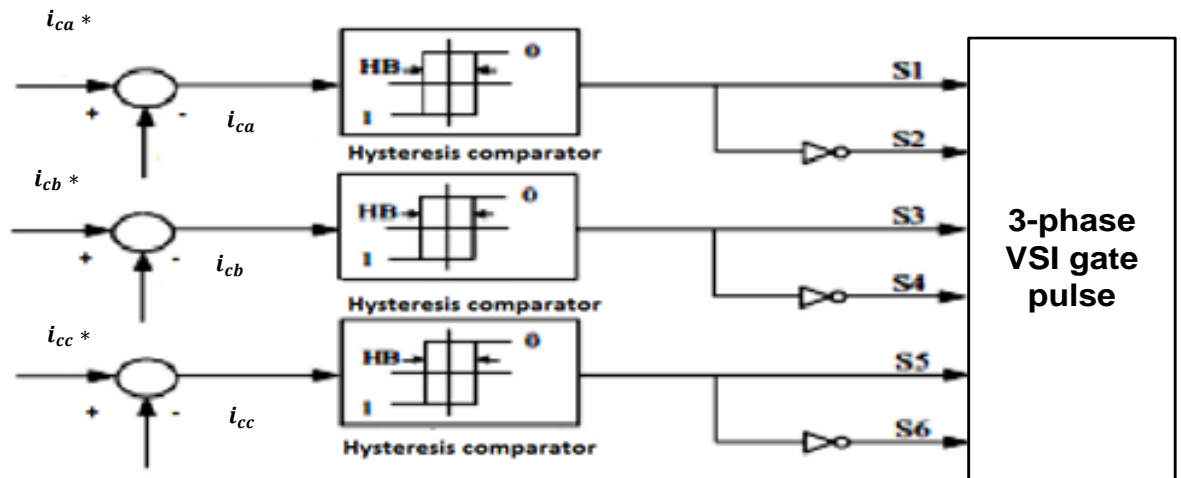 i_ca *
HB 0
1
+ -
i_ca
Hysteresis comparator
S1
S2
i_cb *
HB 0
1
+ -
i_cb
Hysteresis comparator
S3
S4
i_cc *
HB 0
1
+ -
i_cc
Hysteresis comparator
S5
S6
3-phase
VSI gate
pulse